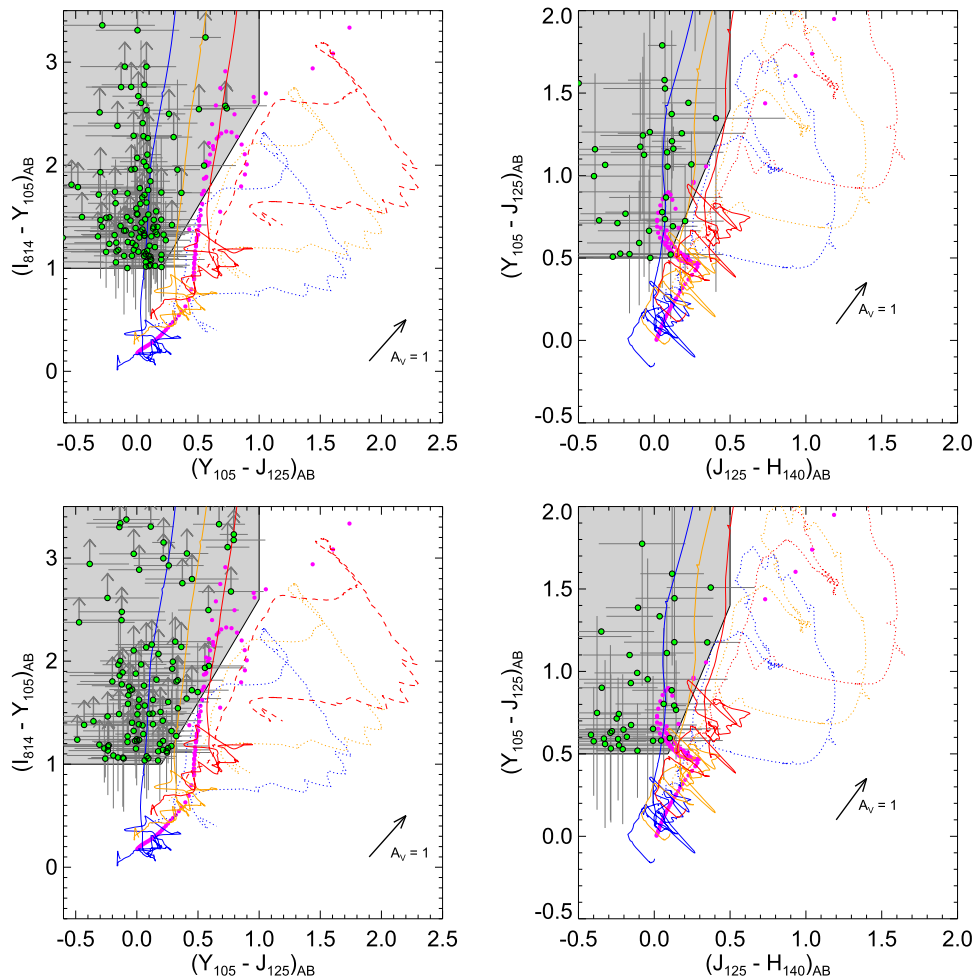 3
2
1
0
(I₈₁₄ - Y₁₀₅)AB
A_V = 1
-0.5 0.0 0.5 1.0 1.5 2.0 2.5
(Y₁₀₅ - J₁₂₅)AB
2.0
1.5
1.0
0.5
0.0
-0.5
(Y₁₀₅ - J₁₂₅)AB
A_V = 1
-0.5 0.0 0.5 1.0 1.5 2.0
(J₁₂₅ - H₁₄₀)AB
3
2
1
0
(I₈₁₄ - Y₁₀₅)AB
A_V = 1
-0.5 0.0 0.5 1.0 1.5 2.0 2.5
(Y₁₀₅ - J₁₂₅)AB
2.0
1.5
1.0
0.5
0.0
-0.5
(Y₁₀₅ - J₁₂₅)AB
A_V = 1
-0.5 0.0 0.5 1.0 1.5 2.0
(J₁₂₅ - H₁₄₀)AB